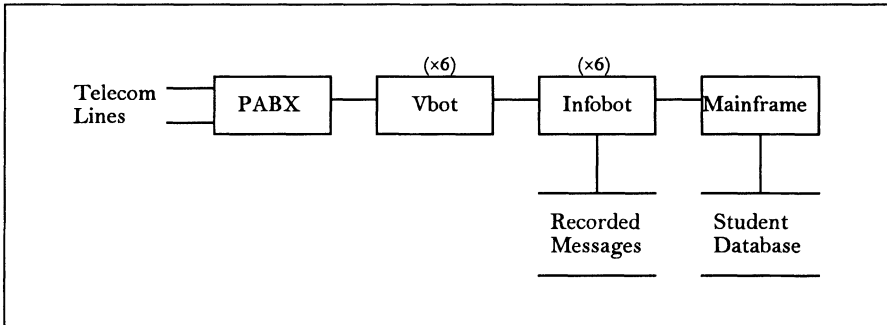 (×6)
(×6)
Telecom
Lines
PABX
Vbot
Infobot
Mainframe
Recorded
Messages
Student
Database